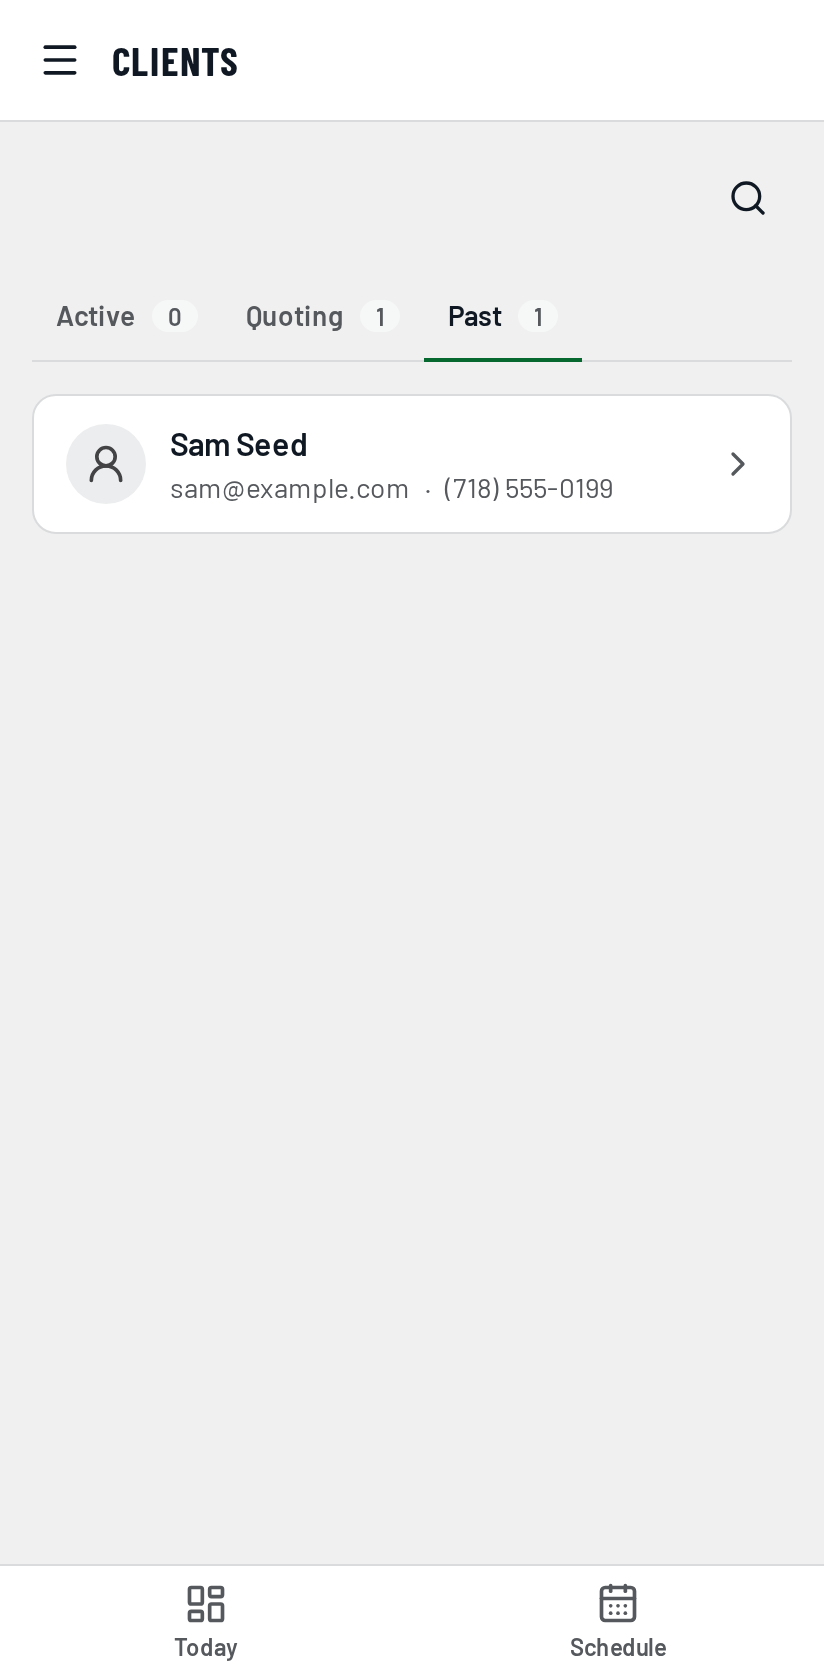 CLIENTS
Active 0 Quoting 1 Past 1
Sam Seed
sam@example.com · (718) 555-0199
Today Schedule